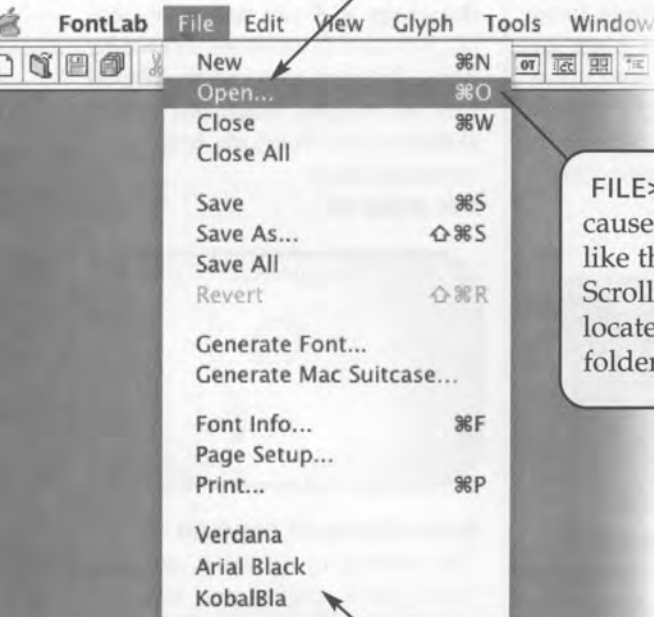 FontLab File Edit View Glyph Tools Window
New ⌘N
Open... ⌘O
Close ⌘W
Close All
Save ⌘S
Save As... ⇧⌘S
Save All
Revert ⇧⌘R
Generate Font...
Generate Mac Suitcase...
Font Info... ⌘F
Page Setup...
Print... ⌘P
Verdana
Arial Black
KobalBla
FILE>
cause
like th
Scroll
locate
folder